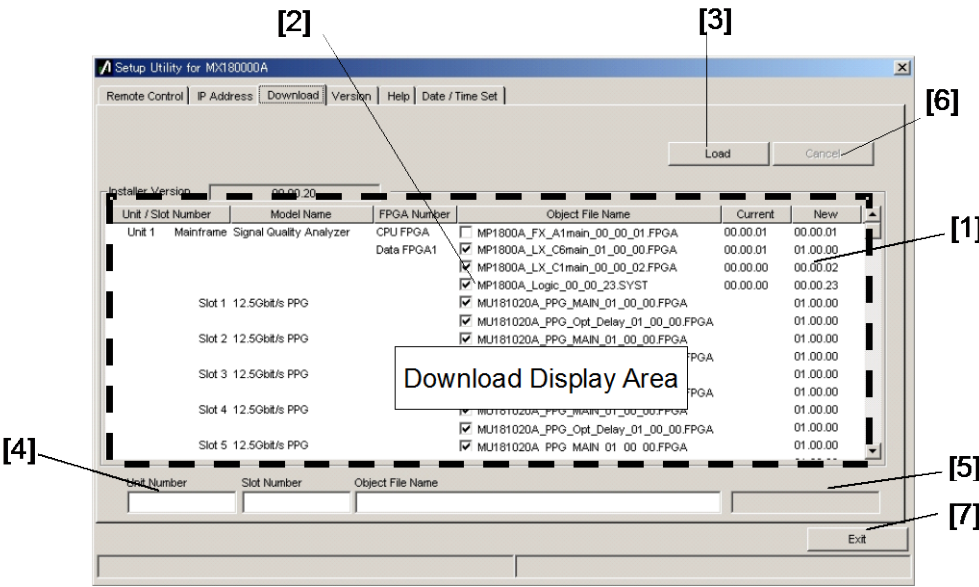 [2]
[3]
Setup Utility for MX180000A
Remote Control IP Address Download Version Help Date / Time Set
[6]
Load Cancel
Installer Version 00.00.20
Unit / Slot Number Model Name FPGA Number Object File Name Current New
Unit 1 Mainframe Signal Quality Analyzer CPU FPGA MP1800A_FX_A1main_00_00_01.FPGA 00.00.01 00.00.01
[1]
Data FPGA1 MP1800A_LX_C6main_01_00_00.FPGA 00.00.01 01.00.00
MP1800A_LX_C1main_00_00_02.FPGA 00.00.00 00.00.02
MP1800A_Logic_00_00_23.SYST 00.00.00 00.00.23
Slot 1 12.5Gbit/s PPG MU181020A_PPG_MAIN_01_00_00.FPGA 01.00.00
MU181020A_PPG_Opt_Delay_01_00_00.FPGA 01.00.00
Slot 2 12.5Gbit/s PPG MU181020A_PPG_MAIN_01_00_00.FPGA 01.00.00
FPGA 01.00.00
Slot 3 12.5Gbit/s PPG 01.00.00
Download Display Area
FPGA 01.00.00
Slot 4 12.5Gbit/s PPG MU181020A_PPG_MAIN_01_00_00.FPGA 01.00.00
MU181020A_PPG_Opt_Delay_01_00_00.FPGA 01.00.00
Slot 5 12.5Gbit/s PPG MU181020A_PPG_MAIN_01_00_00.FPGA 01.00.00
[4]
[5]
Unit Number Slot Number Object File Name
[7]
Exit